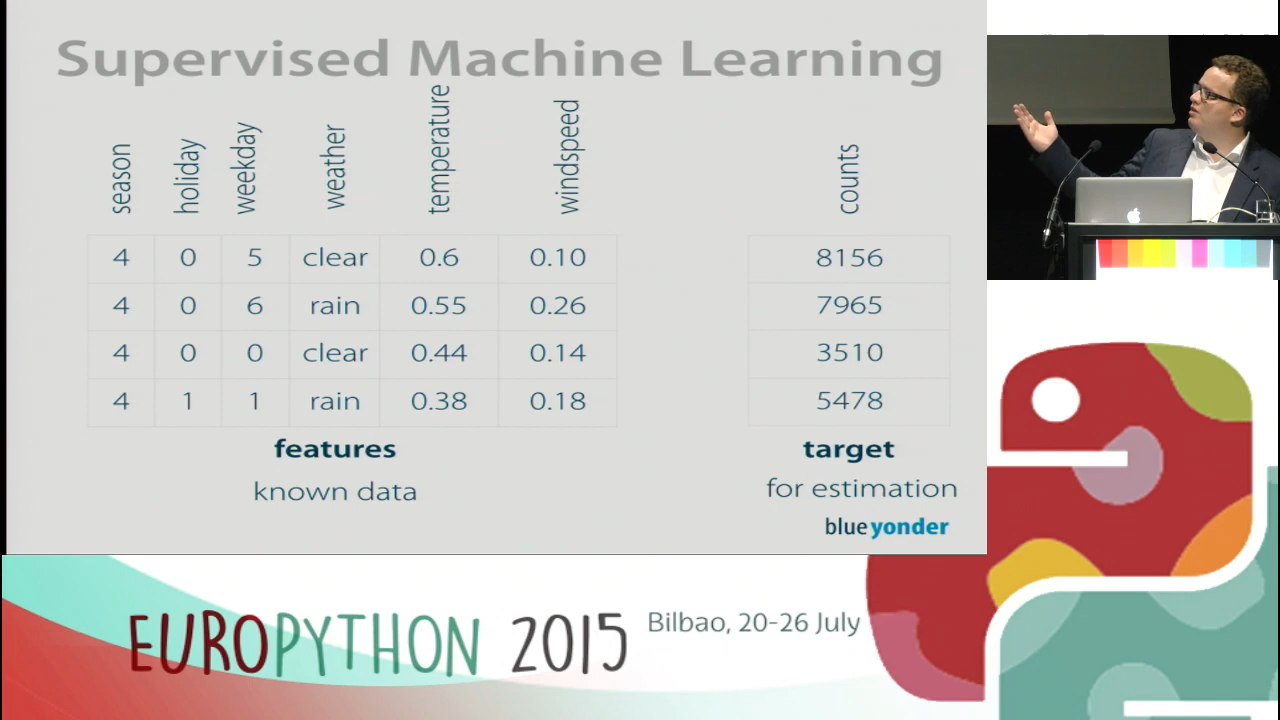 Supervised Machine Learning
season holiday weekday weather temperature windspeed counts
4 0 5 clear 0.6 0.10 8156
4 0 6 rain 0.55 0.26 7965
4 0 0 clear 0.44 0.14 3510
4 1 1 rain 0.38 0.18 5478
features target
known data for estimation
blueyonder
EUROPYTHON 2015 Bilbao, 20-26 July